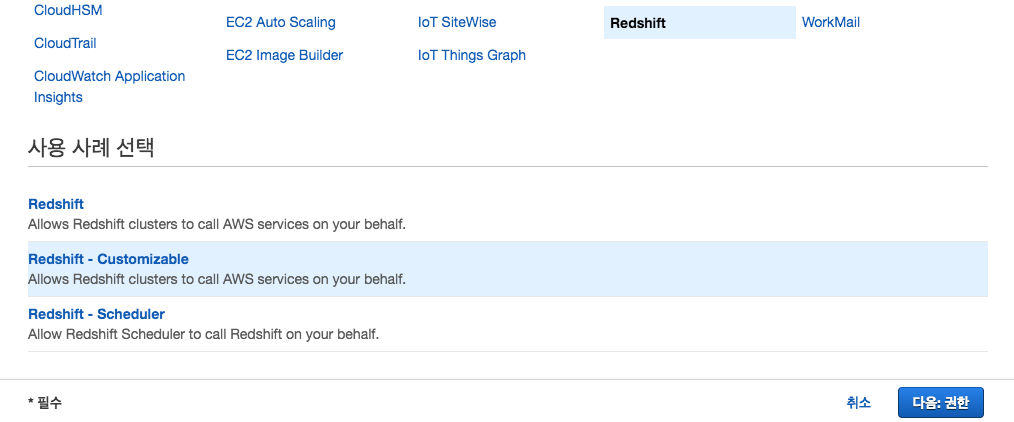 CloudHSM
CloudTrail
CloudWatch Application
Insights
EC2 Auto Scaling
EC2 Image Builder
IoT SiteWise
IoT Things Graph
Redshift
WorkMail
사용 사례 선택
Redshift
Allows Redshift clusters to call AWS services on your behalf.
Redshift - Customizable
Allows Redshift clusters to call AWS services on your behalf.
Redshift - Scheduler
Allow Redshift Scheduler to call Redshift on your behalf.
* 필수
취소
다음: 권한